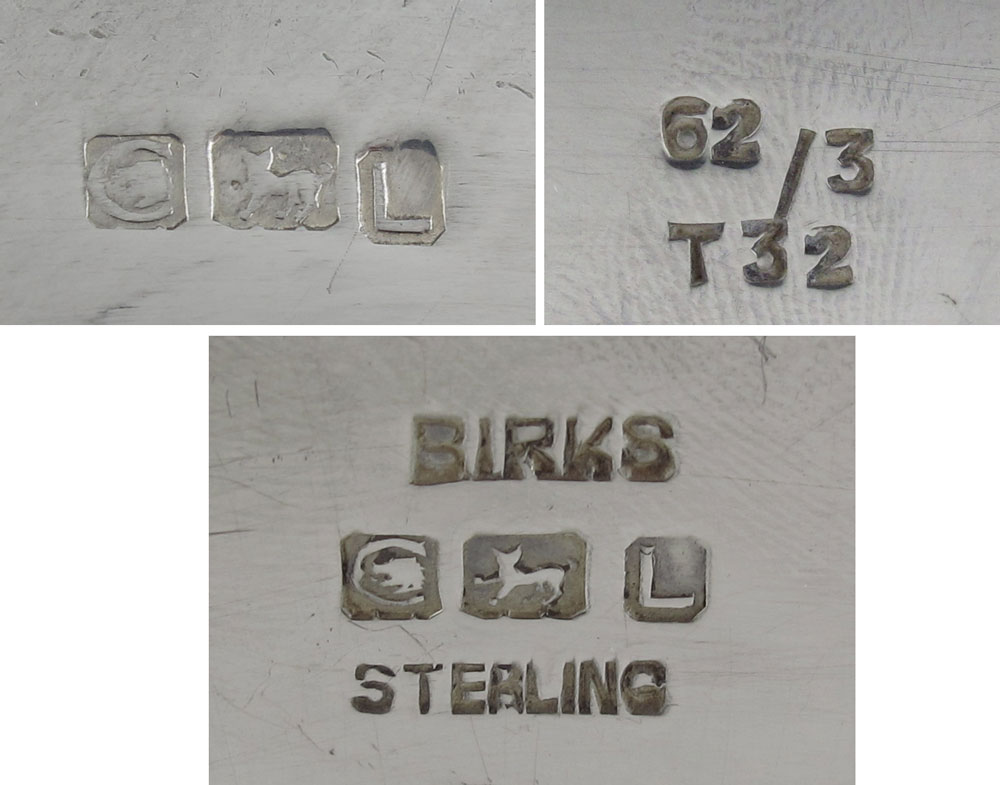 L
62/3
T32
BIRKS
L
STERLING